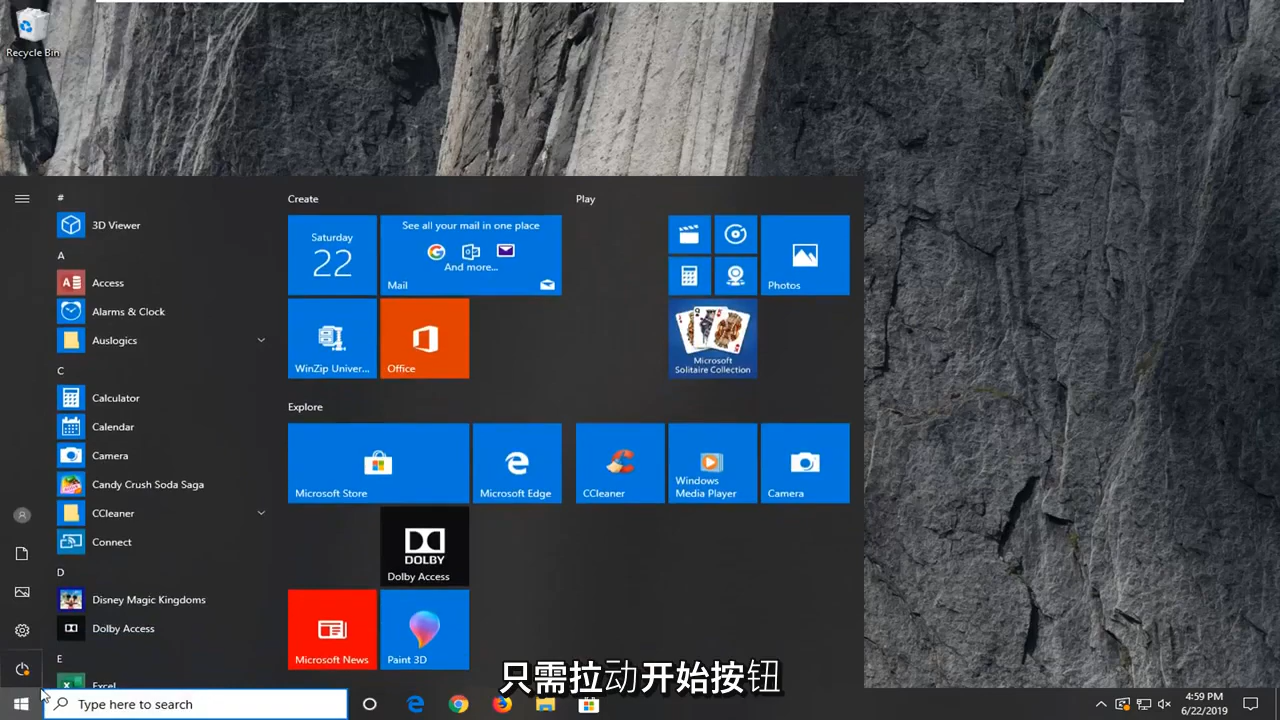 Recycle Bin
#
3D Viewer
A
Access
Alarms & Clock
Auslogics
C
Calculator
Calendar
Camera
Candy Crush Soda Saga
CCleaner
Connect
D
Disney Magic Kingdoms
Dolby Access
E
Excel
Create
Saturday
22
See all your mail in one place
And more...
Mail
WinZip Univer...
Office
Explore
Microsoft Store
Microsoft Edge
DOLBY
Dolby Access
Microsoft News
Paint 3D
Play
Photos
Microsoft
Solitaire Collection
CCleaner
Windows
Media Player
Camera
只需拉动开始按钮
Type here to search
4:59 PM
6/22/2019